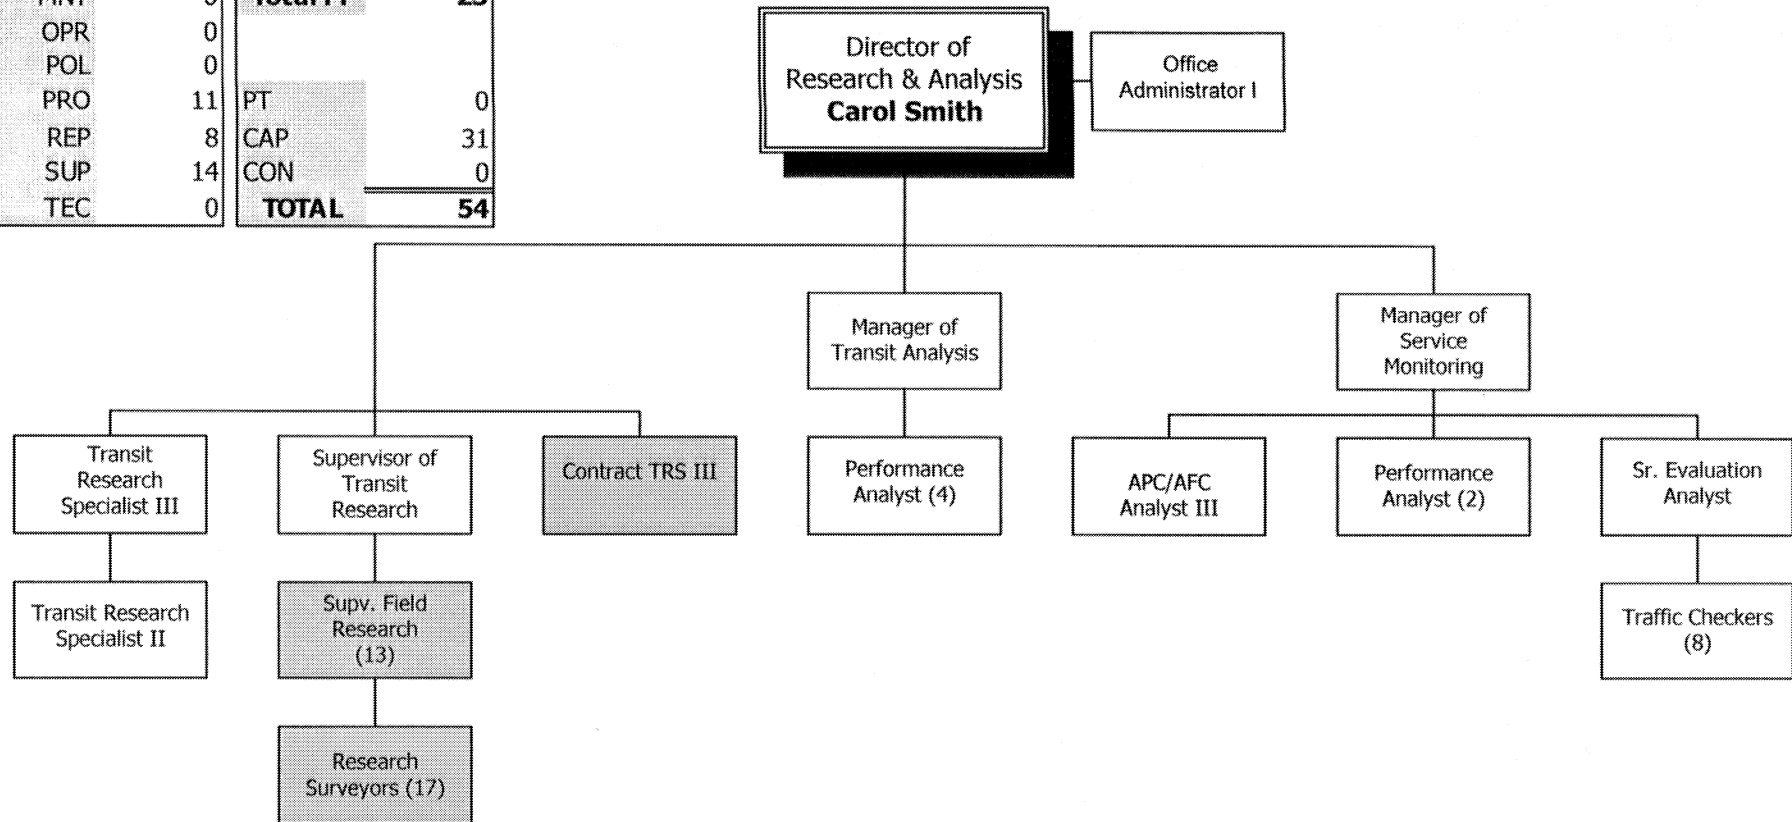 OPR 0
POL 0
PRO 11 PT 0
REP 8 CAP 31
SUP 14 CON 0
TEC 0 TOTAL 54
Director of
Research & Analysis
Carol Smith
Office
Administrator I
Manager of
Transit Analysis
Manager of
Service
Monitoring
Transit
Research
Specialist III
Supervisor of
Transit
Research
Contract TRS III
Performance
Analyst (4)
APC/AFC
Analyst III
Performance
Analyst (2)
Sr. Evaluation
Analyst
Transit Research
Specialist II
Supv. Field
Research
(13)
Traffic Checkers
(8)
Research
Surveyors (17)